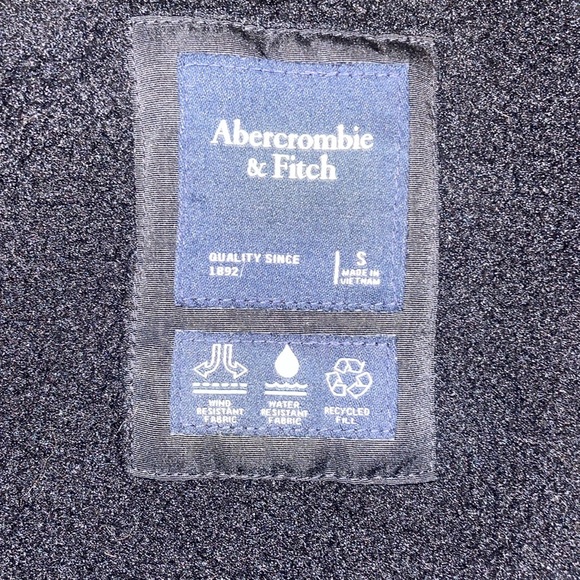 Abercrombie
& Fitch
QUALITY SINCE
1892/
S
MADE IN
VIETNAM
WIND
RESISTANT
FABRIC
WATER
RESISTANT
FABRIC
RECYCLED
FILL